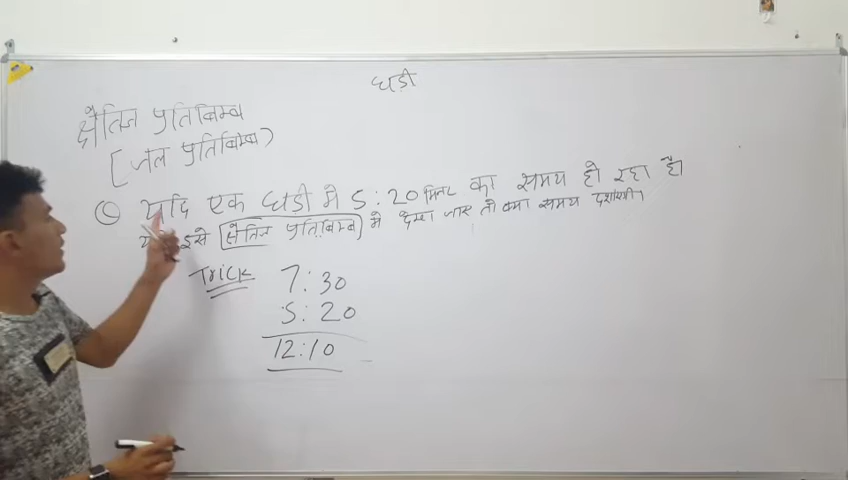 घड़ी
क्षैतिज प्रतिबिम्ब
[जल प्रतिबिम्ब)
यदि एक घड़ी मे 5:20 मिनट का समय हो रहा है।
इसे क्षैतिज प्रतिबिम्ब मे देखा जाए तो क्या समय दर्शाएगी।
Trick 7:30
5:20
12:10